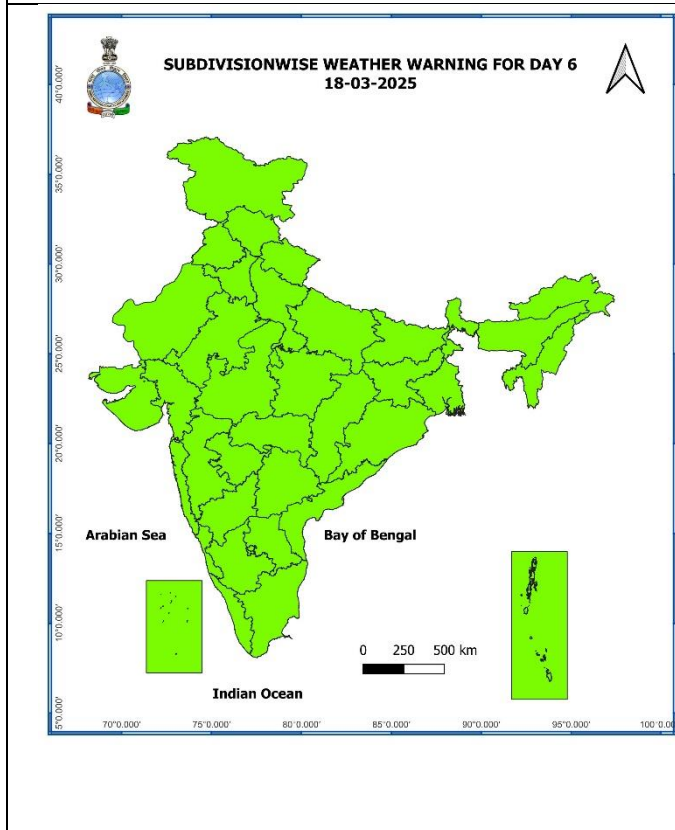 SUBDIVISIONWISE WEATHER WARNING FOR DAY 6
18-03-2025
40°0.000'
35°0.000'
30°0.000'
25°0.000'
20°0.000'
15°0.000'
10°0.000'
5°0.000'
Arabian Sea
Bay of Bengal
0 250 500 km
Indian Ocean
70°0.000' 75°0.000' 80°0.000' 85°0.000' 90°0.000' 95°0.000' 100°0.00